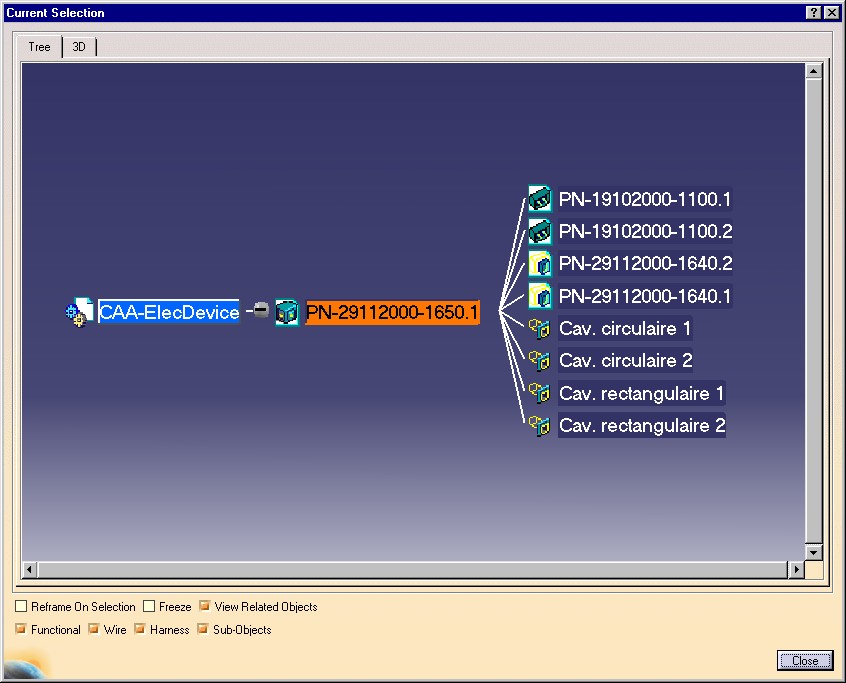 Current Selection
Tree 3D
PN-19102000-1100.1
PN-19102000-1100.2
PN-29112000-1640.2
PN-29112000-1640.1
CAA-ElecDevice PN-29112000-1650.1
Cav. circulaire 1
Cav. circulaire 2
Cav. rectangulaire 1
Cav. rectangulaire 2
Reframe On Selection Freeze View Related Objects
Functional Wire Harness Sub-Objects
Close